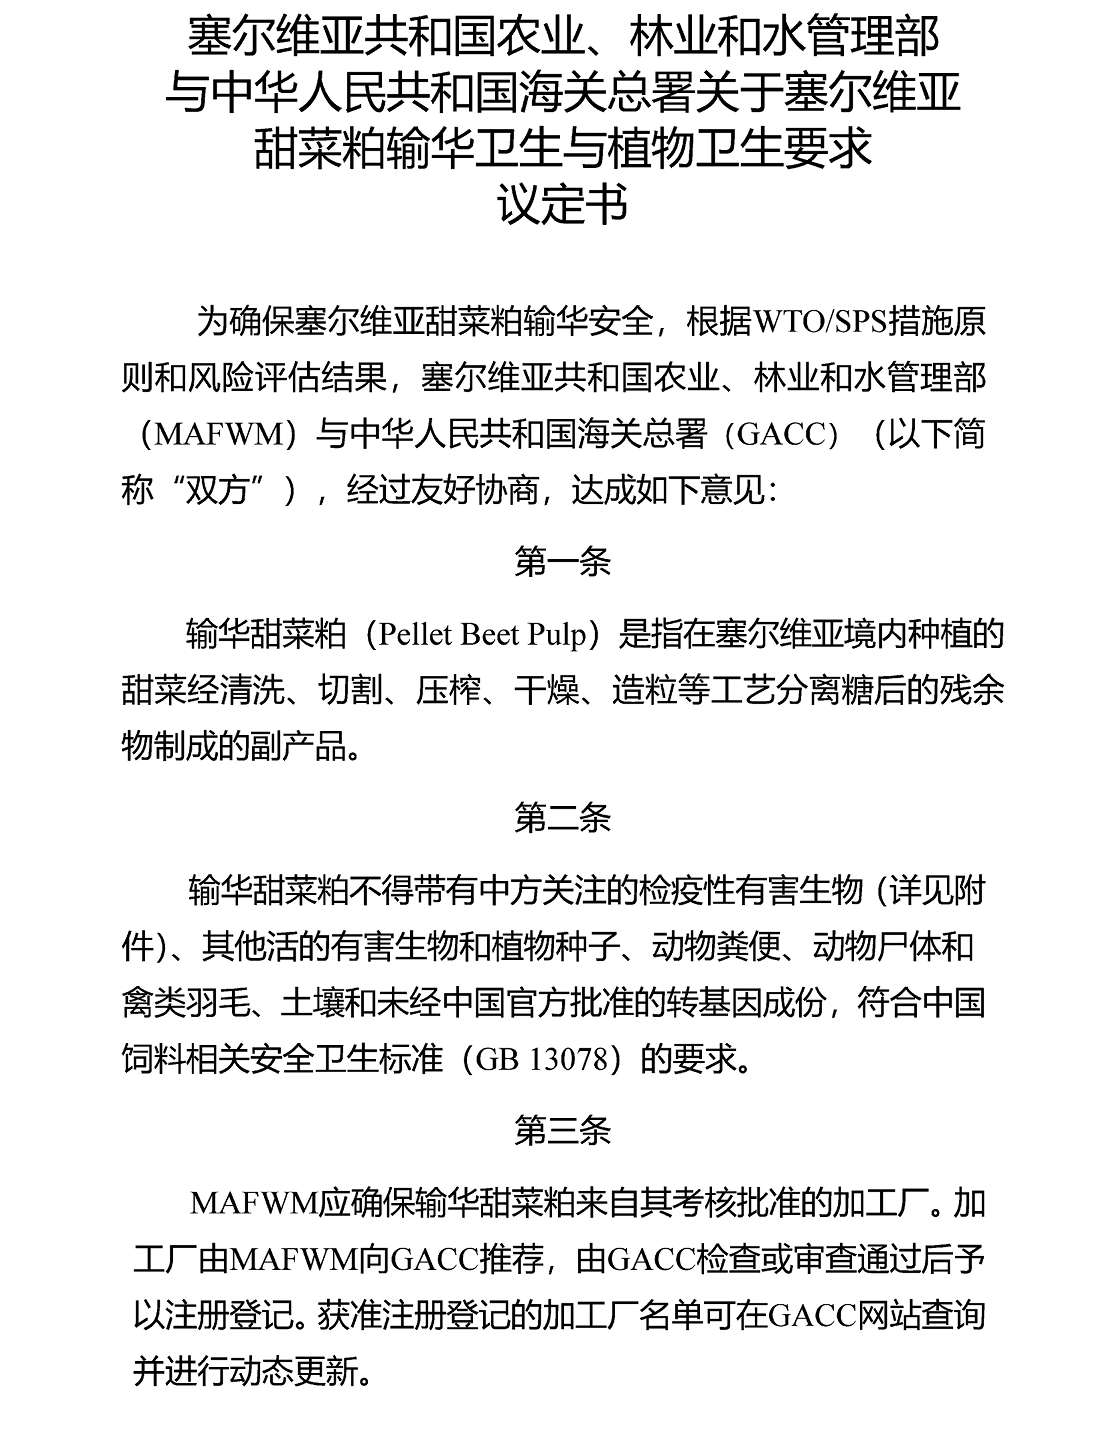 塞尔维亚共和国农业、林业和水管理部
与中华人民共和国海关总署关于塞尔维亚
甜菜粕输华卫生与植物卫生要求
议定书
为确保塞尔维亚甜菜粕输华安全，根据WTO/SPS措施原
则和风险评估结果，塞尔维亚共和国农业、林业和水管理部
（MAFWM）与中华人民共和国海关总署（GACC）（以下简
称“双方”），经过友好协商，达成如下意见：
第一条
输华甜菜粕（Pellet Beet Pulp）是指在塞尔维亚境内种植的
甜菜经清洗、切割、压榨、干燥、造粒等工艺分离糖后的残余
物制成的副产品。
第二条
输华甜菜粕不得带有中方关注的检疫性有害生物（详见附
件）、其他活的有害生物和植物种子、动物粪便、动物尸体和
禽类羽毛、土壤和未经中国官方批准的转基因成份，符合中国
饲料相关安全卫生标准（GB 13078）的要求。
第三条
MAFWM应确保输华甜菜粕来自其考核批准的加工厂。加
工厂由MAFWM向GACC推荐，由GACC检查或审查通过后予
以注册登记。获准注册登记的加工厂名单可在GACC网站查询
并进行动态更新。